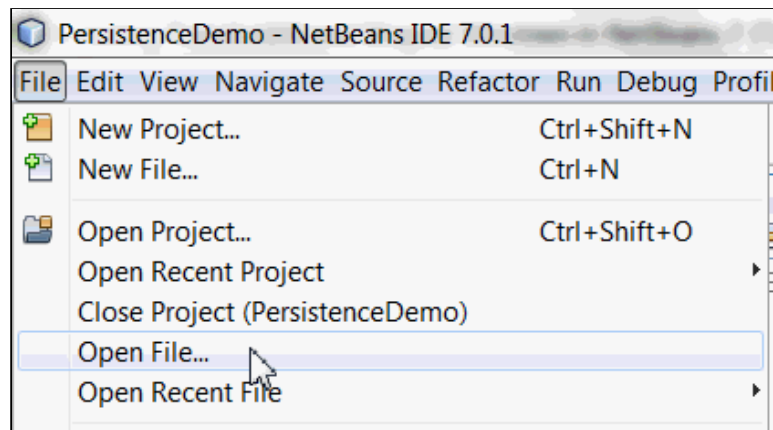 PersistenceDemo - NetBeans IDE 7.0.1
File Edit View Navigate Source Refactor Run Debug
New Project... Ctrl+Shift+N
New File... Ctrl+N
Open Project... Ctrl+Shift+O
Open Recent Project
Close Project (PersistenceDemo)
Open File...
Open Recent File